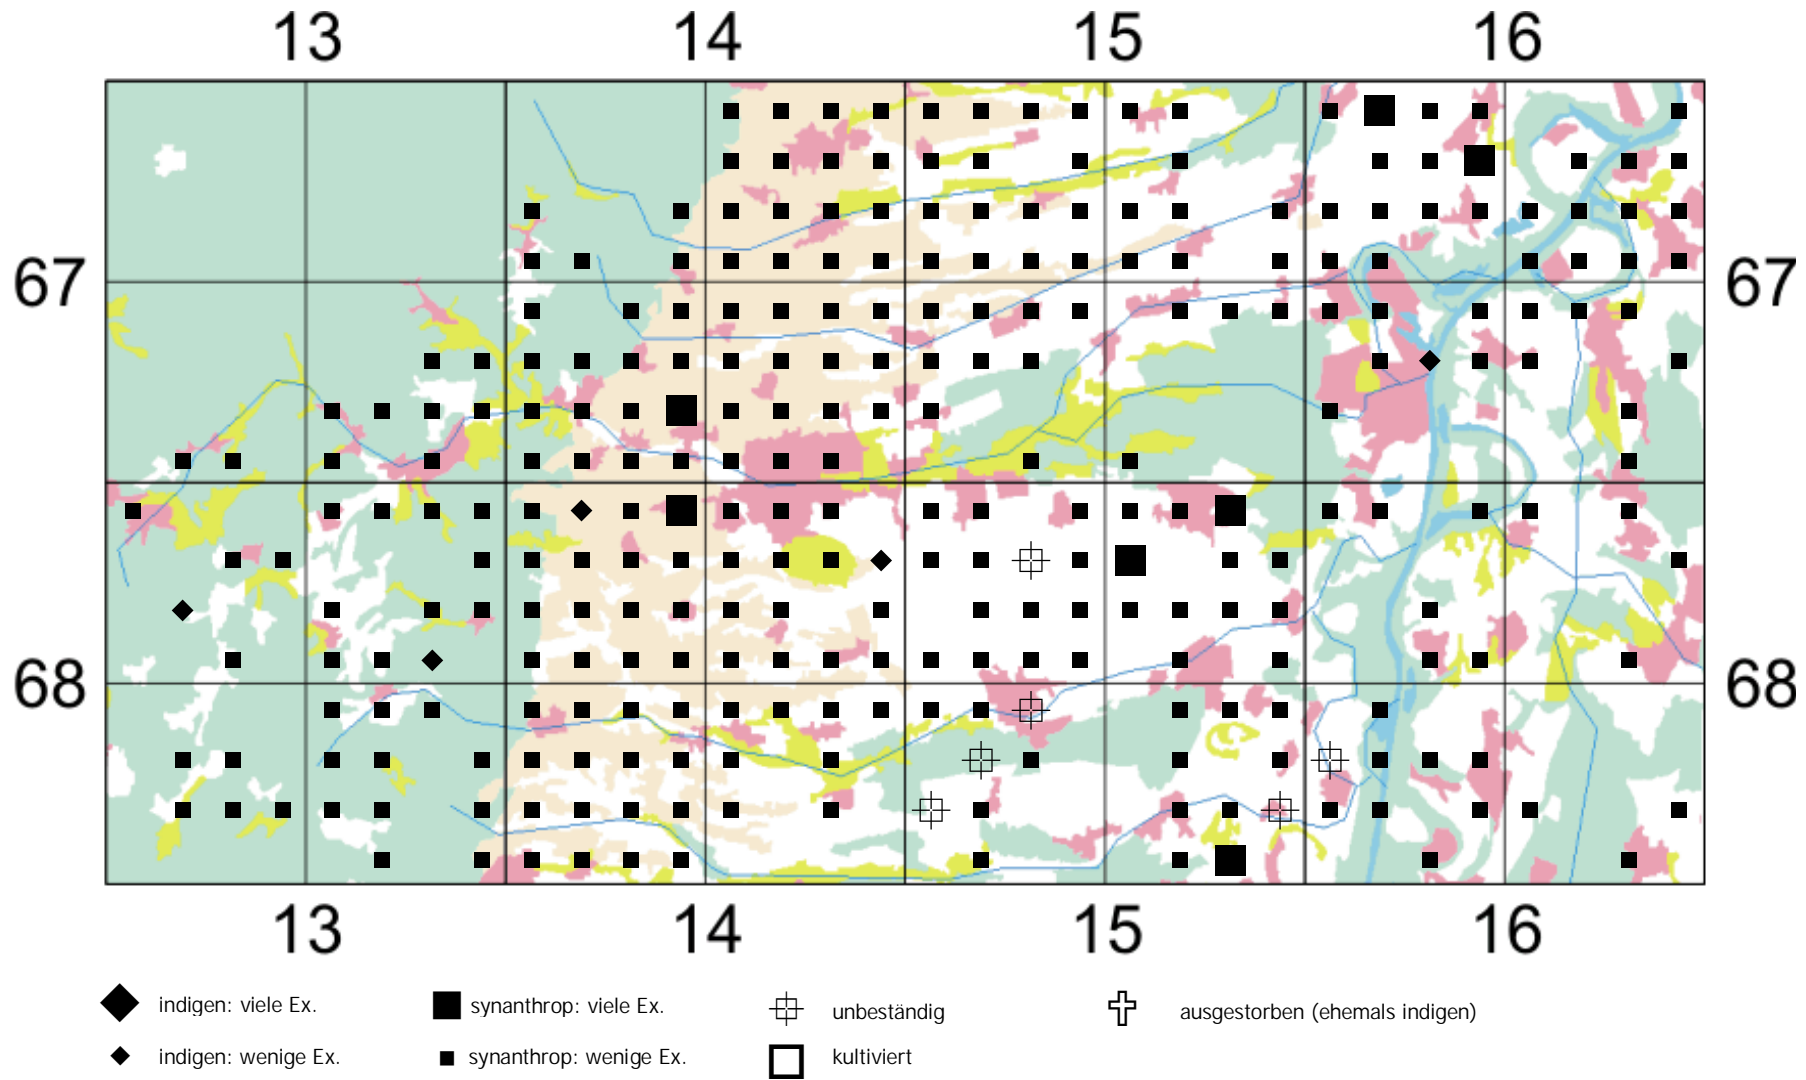 13 14 15 16
67 67
68 68
13 14 15 16
indigen: viele Ex. synanthrop: viele Ex. unbeständig ausgestorben (ehemals indigen)
indigen: wenige Ex. synanthrop: wenige Ex. kultiviert